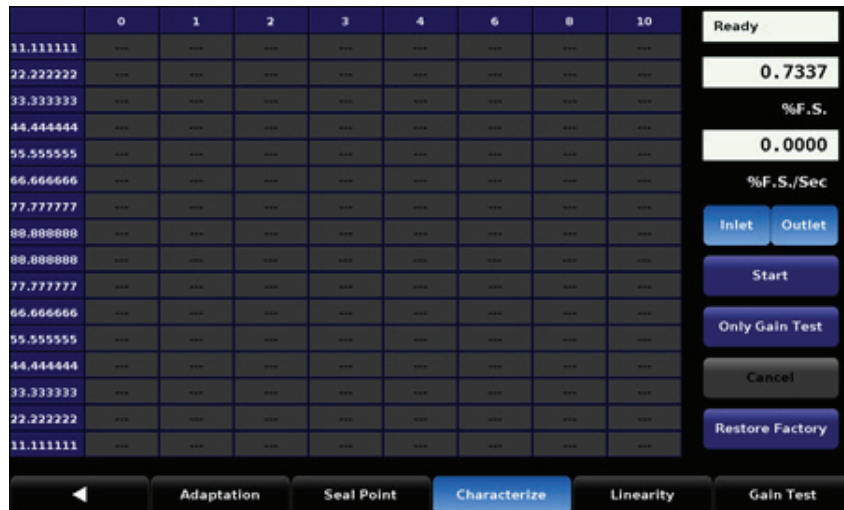 0 1 2 3 4 6 8 10
11.111111 --- --- --- --- --- --- --- ---
22.222222 --- --- --- --- --- --- --- ---
33.333333 --- --- --- --- --- --- --- ---
44.444444 --- --- --- --- --- --- --- ---
55.555555 --- --- --- --- --- --- --- ---
66.666666 --- --- --- --- --- --- --- ---
77.777777 --- --- --- --- --- --- --- ---
88.888888 --- --- --- --- --- --- --- ---
88.888888 --- --- --- --- --- --- --- ---
77.777777 --- --- --- --- --- --- --- ---
66.666666 --- --- --- --- --- --- --- ---
55.555555 --- --- --- --- --- --- --- ---
44.444444 --- --- --- --- --- --- --- ---
33.333333 --- --- --- --- --- --- --- ---
22.222222 --- --- --- --- --- --- --- ---
11.111111 --- --- --- --- --- --- --- ---
Ready
0.7337
%F.S.
0.0000
%F.S./Sec
Inlet Outlet
Start
Only Gain Test
Cancel
Restore Factory
Adaptation Seal Point Characterize Linearity Gain Test